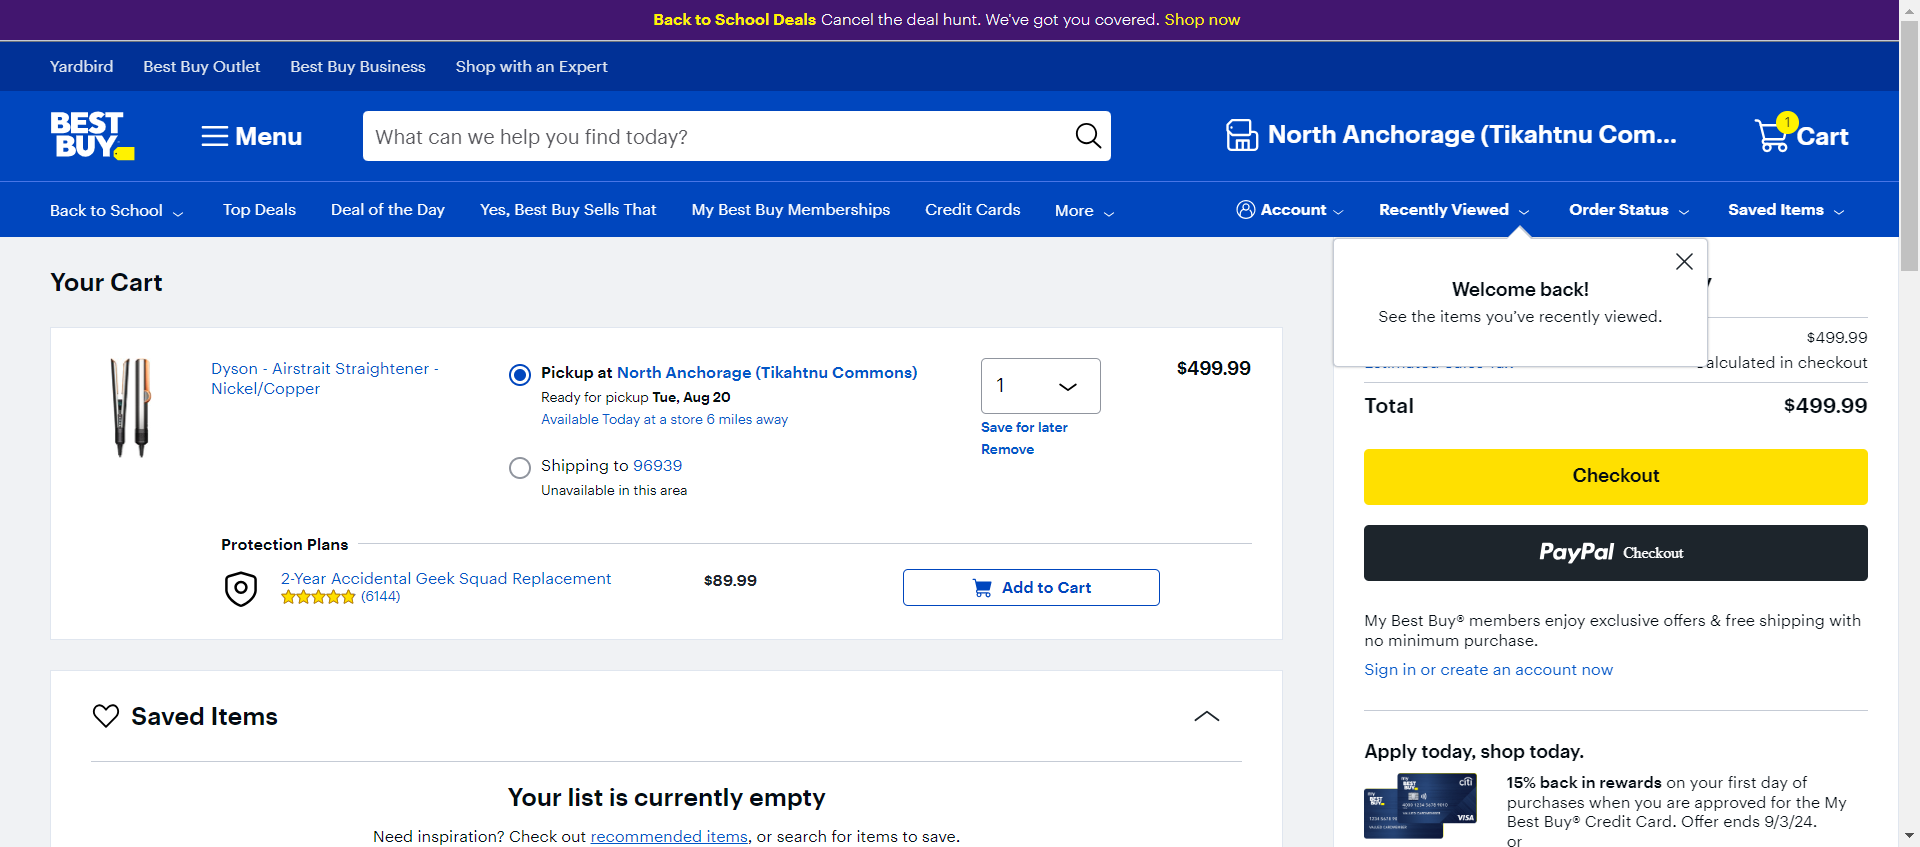 Back to School Deals Cancel the deal hunt. We've got you covered. Shop now
Yardbird Best Buy Outlet Best Buy Business Shop with an Expert
BEST BUY
Menu
What can we help you find today?
North Anchorage (Tikahtnu Com...
1
Cart
Back to School Top Deals Deal of the Day Yes, Best Buy Sells That My Best Buy Memberships Credit Cards More
Account Recently Viewed Order Status Saved Items
Welcome back!
See the items you've recently viewed.
Your Cart
Dyson - Airstrait Straightener -
Nickel/Copper
Pickup at North Anchorage (Tikahtnu Commons)
Ready for pickup Tue, Aug 20
Available Today at a store 6 miles away
Shipping to 96939
Unavailable in this area
1
Save for later
Remove
$499.99
Protection Plans
2-Year Accidental Geek Squad Replacement
(6144)
$89.99
Add to Cart
Saved Items
Your list is currently empty
Need inspiration? Check out recommended items, or search for items to save.
$499.99
alculated in checkout
Total $499.99
Checkout
PayPal Checkout
My Best Buy® members enjoy exclusive offers & free shipping with
no minimum purchase.
Sign in or create an account now
Apply today, shop today.
my BEST BUY
citi
VISA
15% back in rewards on your first day of
purchases when you are approved for the My
Best Buy® Credit Card. Offer ends 9/3/24.
or